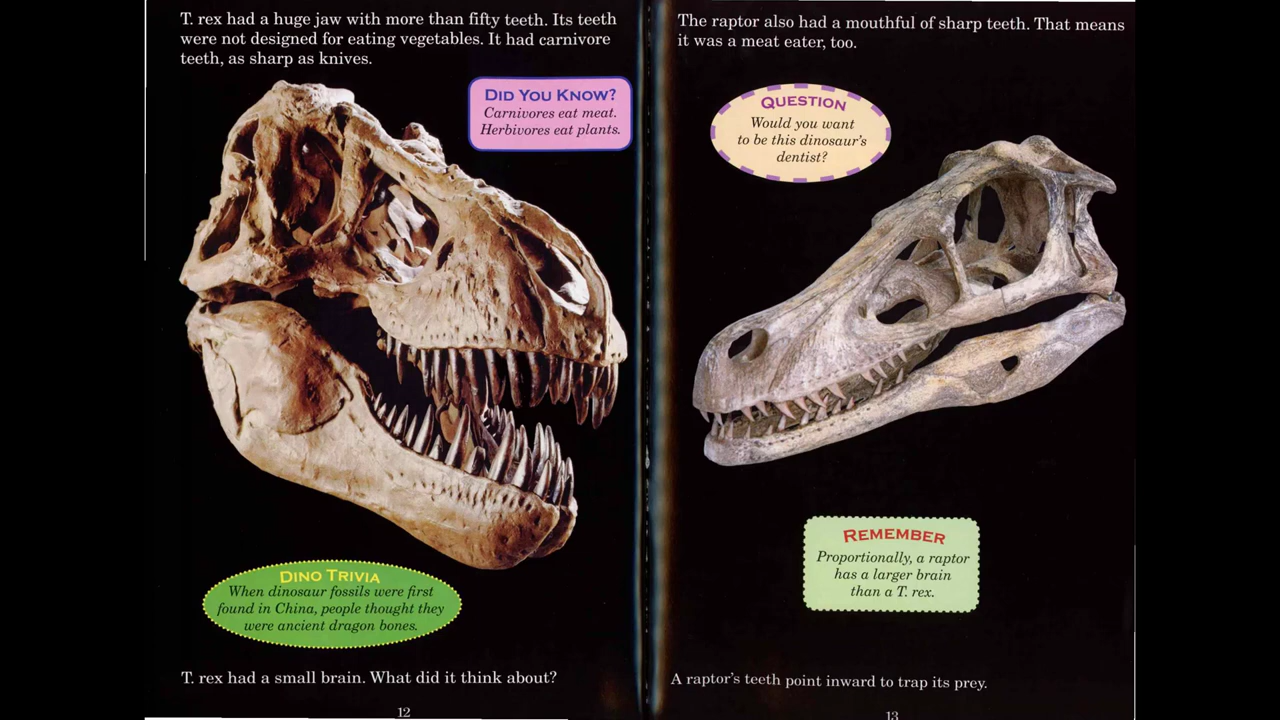 T. rex had a huge jaw with more than fifty teeth. Its teeth
were not designed for eating vegetables. It had carnivore
teeth, as sharp as knives.
DID YOU KNOW?
Carnivores eat meat.
Herbivores eat plants.
DINO TRIVIA
When dinosaur fossils were first
found in China, people thought they
were ancient dragon bones.
T. rex had a small brain. What did it think about?
12
The raptor also had a mouthful of sharp teeth. That means
it was a meat eater, too.
QUESTION
Would you want
to be this dinosaur's
dentist?
REMEMBER
Proportionally, a raptor
has a larger brain
than a T. rex.
A raptor's teeth point inward to trap its prey.
13